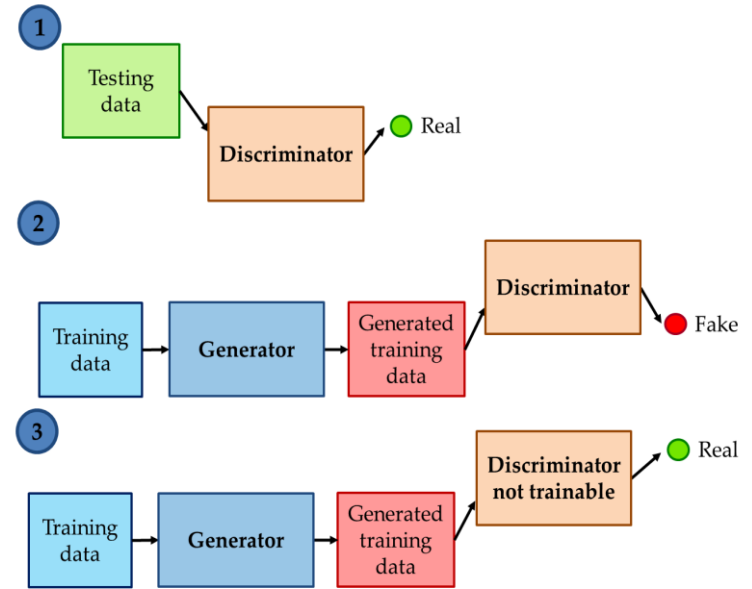 1
Testing
data
Discriminator
Real
2
Training
data
Generator
Generated
training
data
Discriminator
Fake
3
Training
data
Generator
Generated
training
data
Discriminator
not trainable
Real